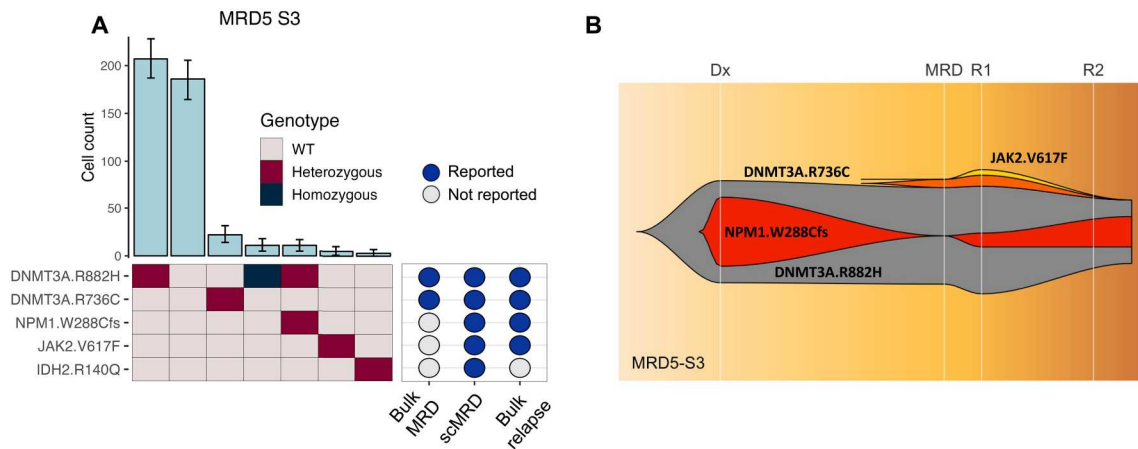 A
MRD5 S3
Cell count
200
150
100
50
0
Genotype
WT
Heterozygous
Homozygous
Reported
Not reported
DNMT3A.R882H
DNMT3A.R736C
NPM1.W288Cfs
JAK2.V617F
IDH2.R140Q
Bulk
MRD
scMRD
Bulk
relapse
B
Dx
MRD
R1
R2
JAK2.V617F
DNMT3A.R736C
NPM1.W288Cfs
DNMT3A.R882H
MRD5-S3